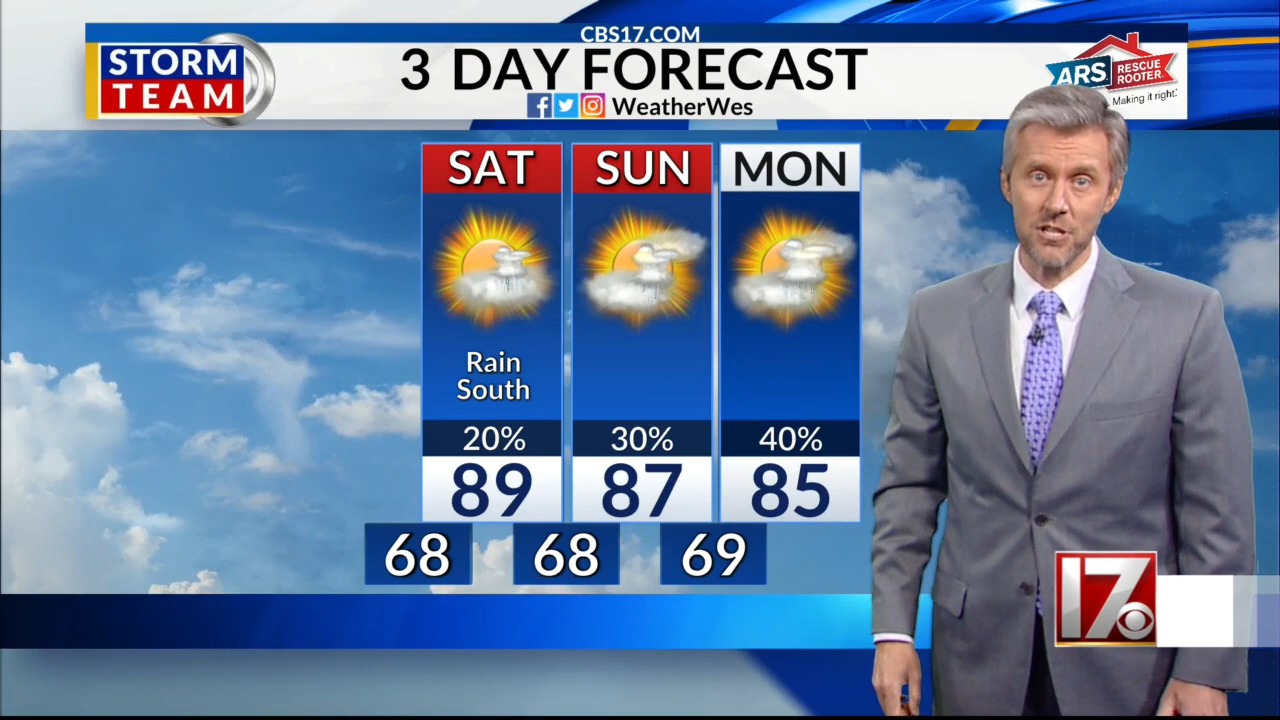 CBS17.COM
STORM
TEAM
3 DAY FORECAST
WeatherWes
ARS RESCUE
ROOTER
Making it right.
SAT
SUN
MON
Rain
South
20%
30%
40%
89
87
85
68
68
69
17